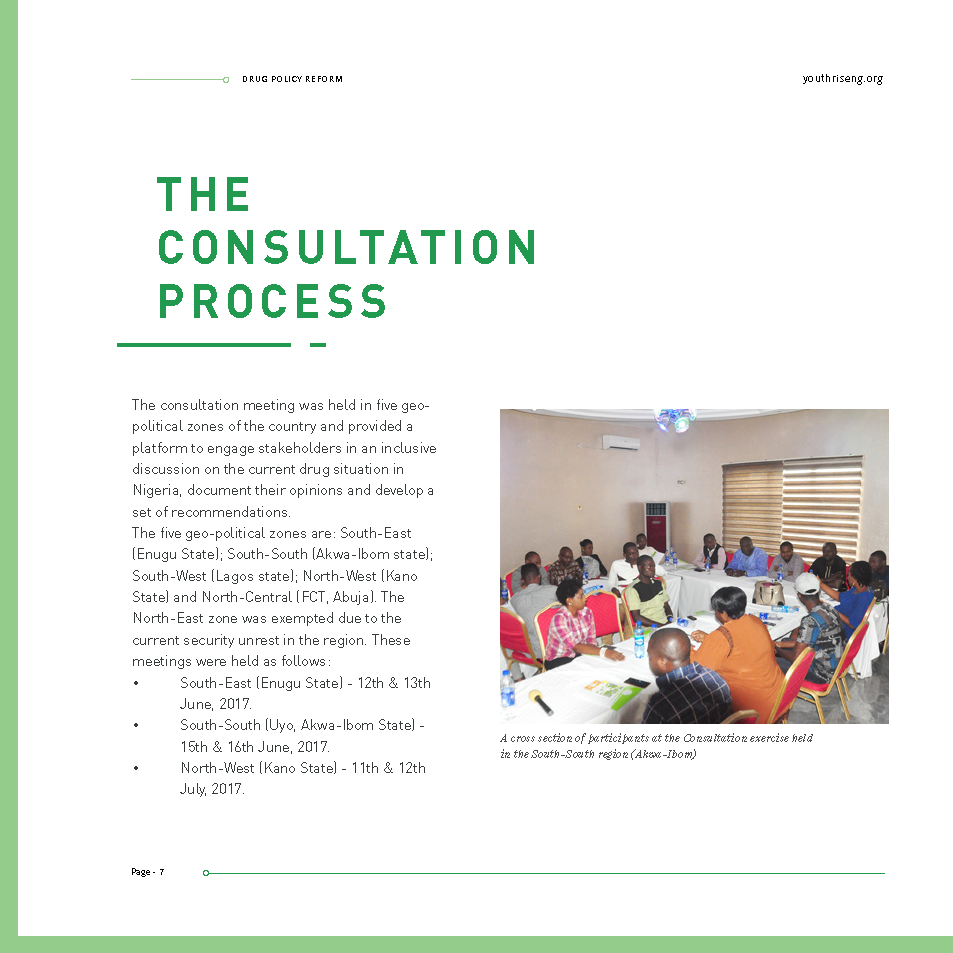 DRUG POLICY REFORM
youthriseng.org
THE
CONSULTATION
PROCESS
The consultation meeting was held in five geo-
political zones of the country and provided a
platform to engage stakeholders in an inclusive
discussion on the current drug situation in
Nigeria, document their opinions and develop a
set of recommendations.
The five geo-political zones are: South-East
(Enugu State); South-South (Akwa-Ibom state);
South-West (Lagos state); North-West (Kano
State) and North-Central (FCT, Abuja). The
North-East zone was exempted due to the
current security unrest in the region. These
meetings were held as follows:
• South-East (Enugu State) - 12th & 13th
June, 2017.
• South-South (Uyo, Akwa-Ibom State) -
15th & 16th June, 2017.
• North-West (Kano State) - 11th & 12th
July, 2017.
A cross section of participants at the Consultation exercise held
in the South-South region (Akwa-Ibom)
Page - 7